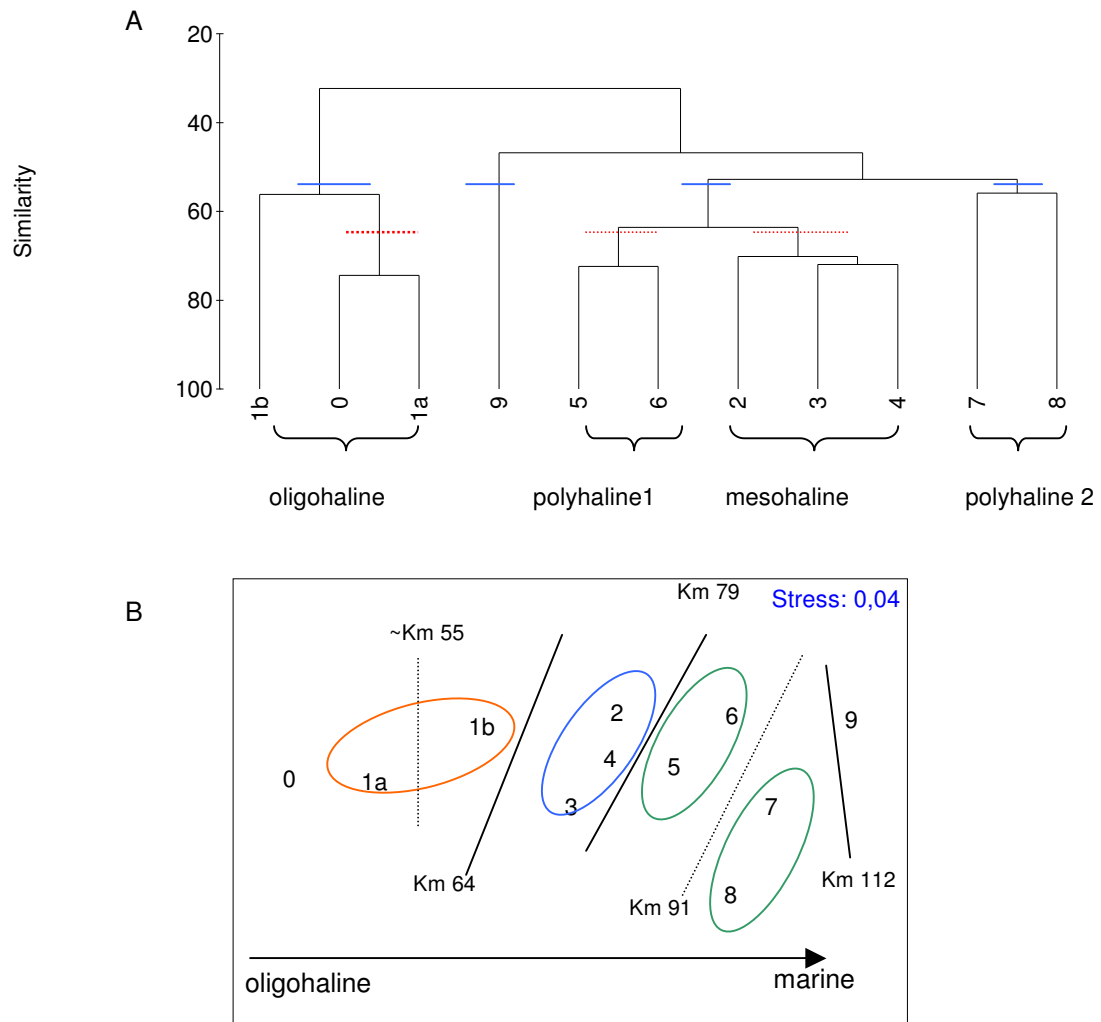 A
20
40
60
80
100
Similarity
1b 0 1a 9 5 6 2 3 4 7 8
oligohaline polyhaline1 mesohaline polyhaline 2
B
Km 79
Stress: 0,04
~Km 55
1b
2
6
9
0
1a
4
5
3
7
8
Km 64
Km 91
Km 112
oligohaline
marine